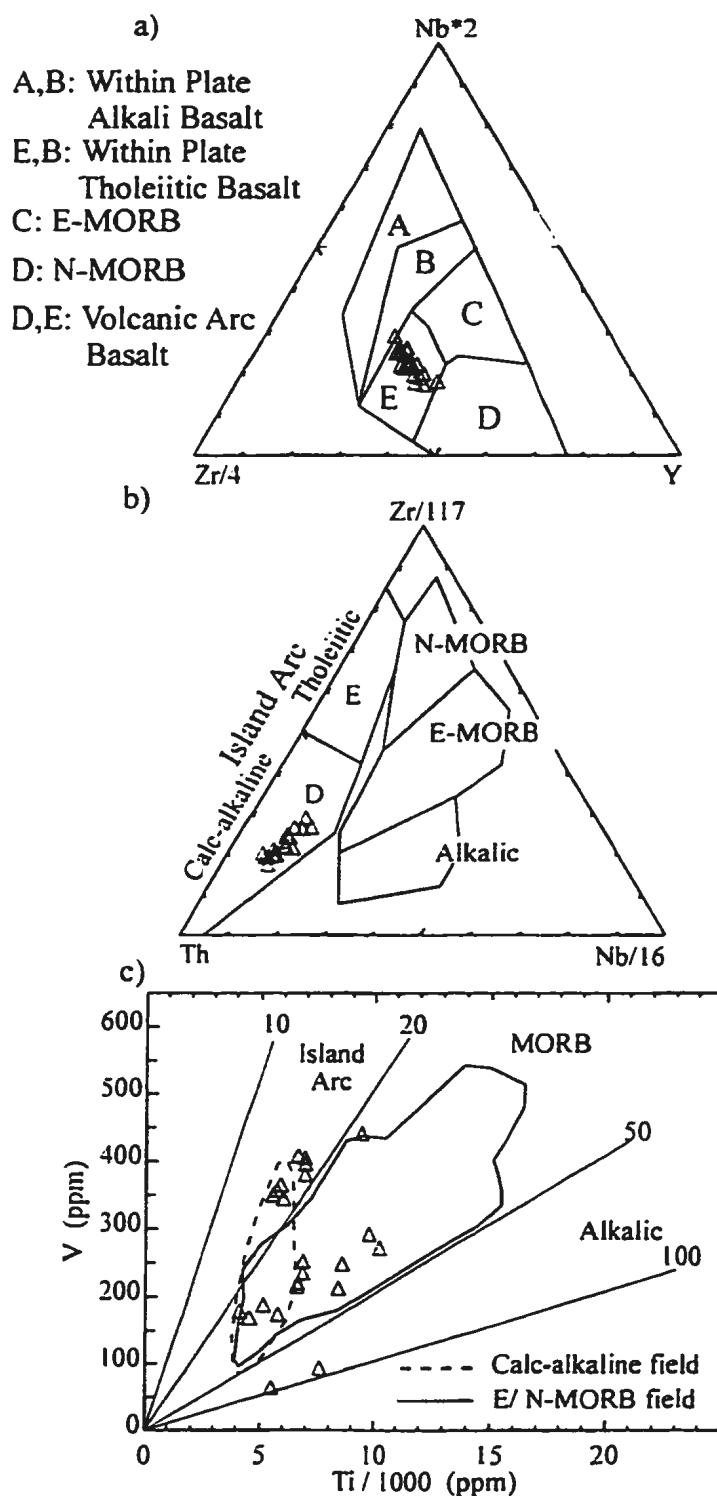 a)
Nb*2
A,B: Within Plate
Alkali Basalt
E,B: Within Plate
Tholeiitic Basalt
C: E-MORB
D: N-MORB
D,E: Volcanic Arc
Basalt
A
B
C
E
D
Zr/4
Y
b)
Zr/117
Island Arc
Tholeiitic
Calc-alkaline
N-MORB
E
E-MORB
D
Alkalic
Th
Nb/16
c)
10
20
MORB
Island
Arc
50
Alkalic
100
Calc-alkaline field
E/ N-MORB field
600
500
400
300
200
100
0
V (ppm)
0
5
10
15
20
Ti / 1000 (ppm)